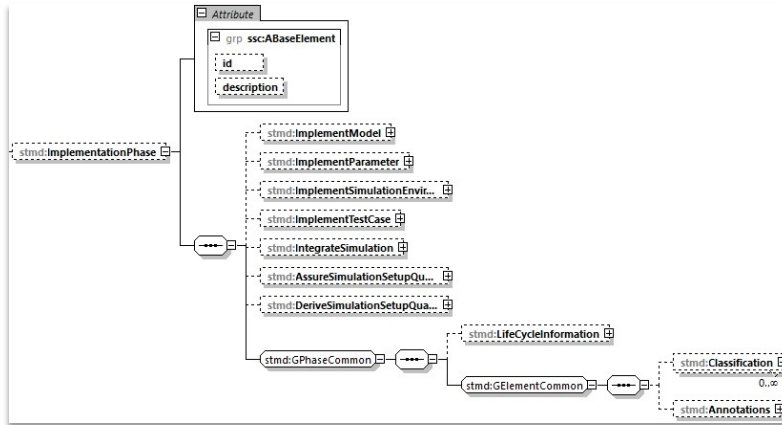 Attribute
grp ssc:ABaseElement
id
description
stmd:ImplementationPhase
stmd:ImplementModel
stmd:ImplementParameter
stmd:ImplementSimulationEnvir...
stmd:ImplementTestCase
stmd:IntegrateSimulation
stmd:AssureSimulationSetupQu...
stmd:DeriveSimulationSetupQua...
stmd:GPhaseCommon
stmd:LifeCycleInformation
stmd:GElementCommon
stmd:Classification
0..∞
stmd:Annotations